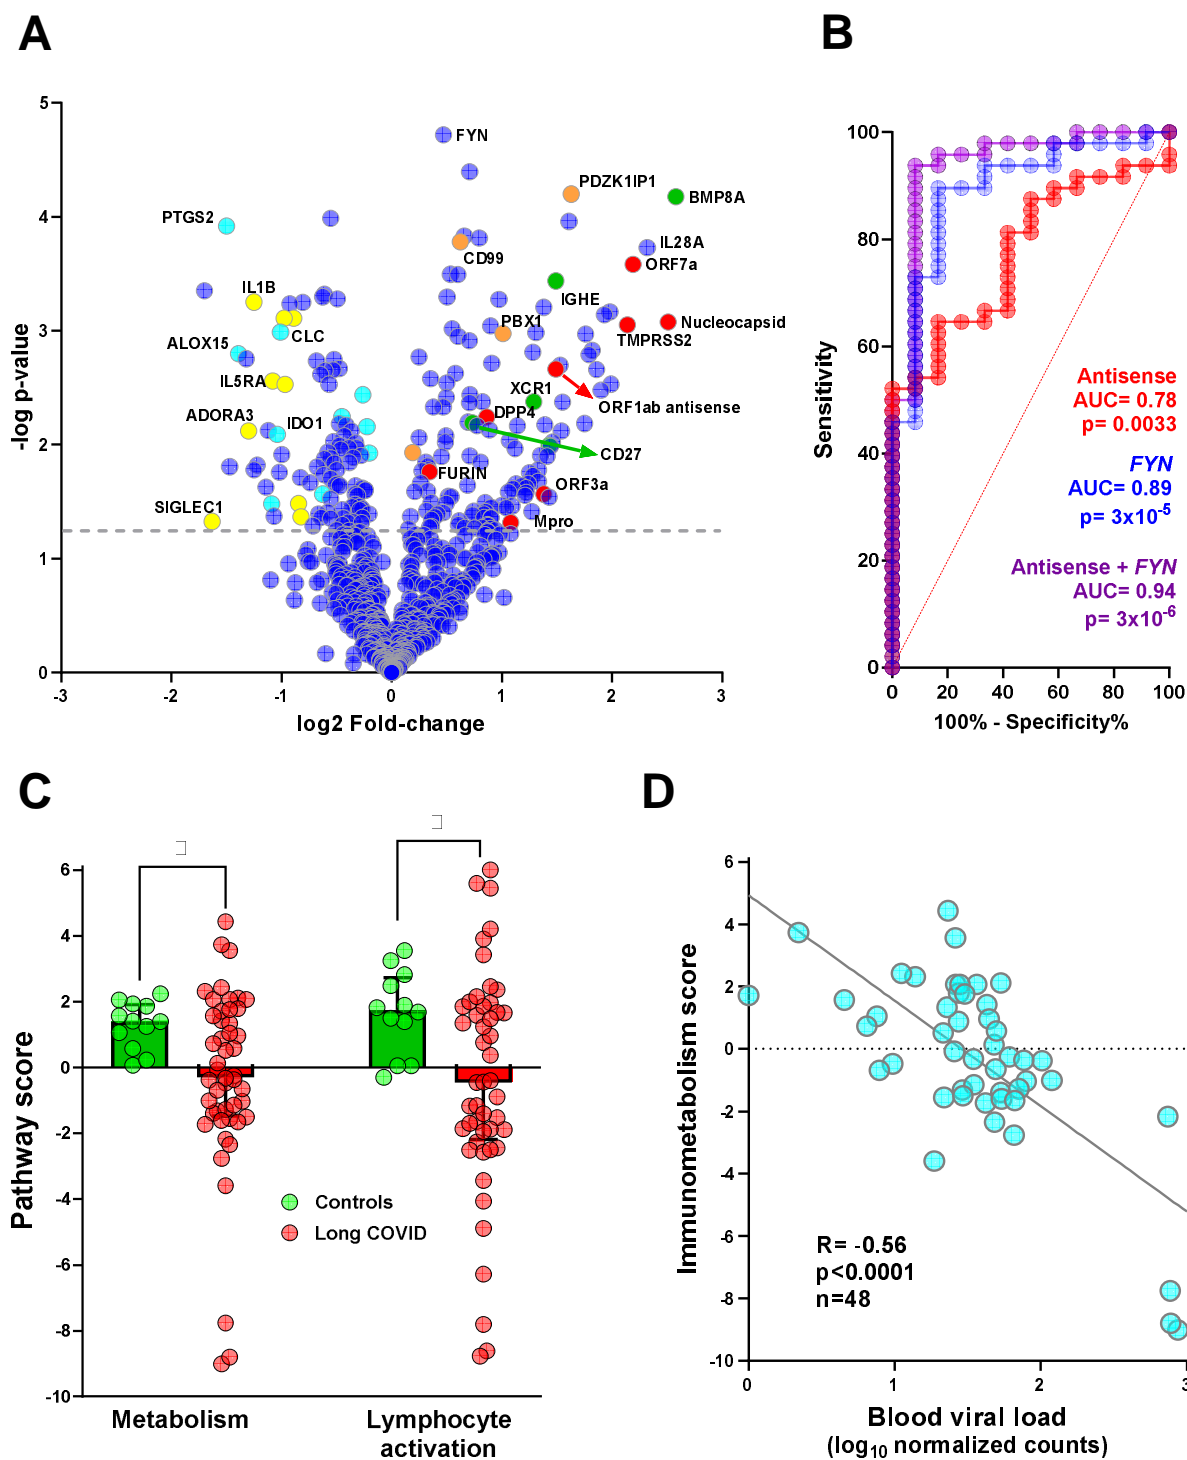 A
B
5
4
3
2
1
0
-log p-value
FYN
PDZK1IP1
BMP8A
PTGS2
IL28A
CD99
ORF7a
IL1B
IGHE
PBX1
Nucleocapsid
CLC
TMPRSS2
ALOX15
IL5RA
XCR1
ORF1ab antisense
DPP4
ADORA3
IDO1
CD27
FURIN
ORF3a
SIGLEC1
Mpro
-3
-2
-1
0
1
2
3
log2 Fold-change
100
80
60
40
20
0
Sensitivity
Antisense
AUC= 0.78
p= 0.0033
FYN
AUC= 0.89
p= 3x10-5
Antisense + FYN
AUC= 0.94
p= 3x10-6
0
20
40
60
80
100
100% - Specificity%
C
D
6
4
2
0
-2
-4
-6
-8
-10
Pathway score
Controls
Long COVID
Metabolism
Lymphocyte
activation
6
4
2
0
-2
-4
-6
-8
-10
Immunometabolism score
R= -0.56
p<0.0001
n=48
0
1
2
3
Blood viral load
(log10 normalized counts)